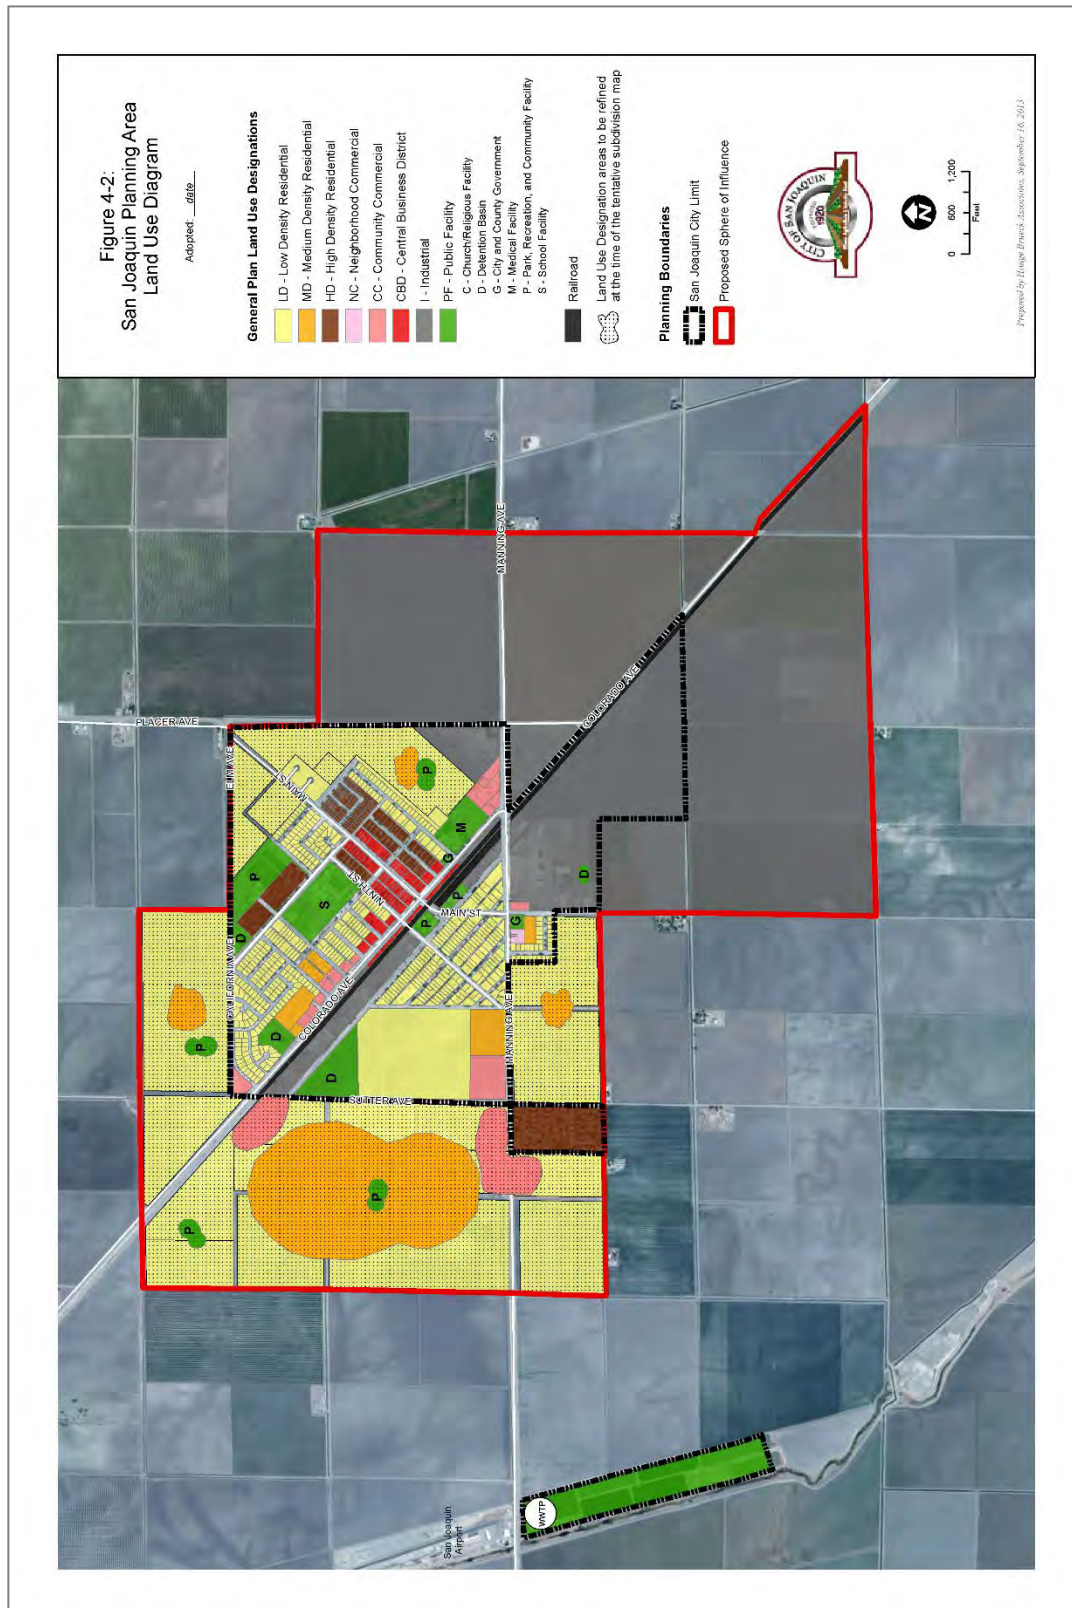 Figure 4-2:
San Joaquin Planning Area
Land Use Diagram
Adopted: __date__
General Plan Land Use Designations
LD - Low Density Residential
MD - Medium Density Residential
HD - High Density Residential
NC - Neighborhood Commercial
CC - Community Commercial
CBD - Central Business District
I - Industrial
PF - Public Facility
C - Church/Religious Facility
D - Detention Basin
G - City and County Government
M - Medical Facility
P - Park, Recreation, and Community Facility
S - School Facility
Railroad
Land Use Designation areas to be refined
at the time of the tentative subdivision map
Planning Boundaries
San Joaquin City Limit
Proposed Sphere of Influence
CITY OF SAN JOAQUIN
1920
N
0 600 1,200
Feet
Prepared by Hauge Brueck Associates, September 16, 2013
PLACER AVE
ELM AVE
MAIN ST
CALIFORNIA AVE
NINTH ST
MAIN ST
COLORADO AVE
COLORADO AVE
MANNING AVE
MANNING AVE
SUTTER AVE
P
P
D
S
M
G
P
P
G
D
D
D
P
P
P
San Joaquin
Airport
WWTP